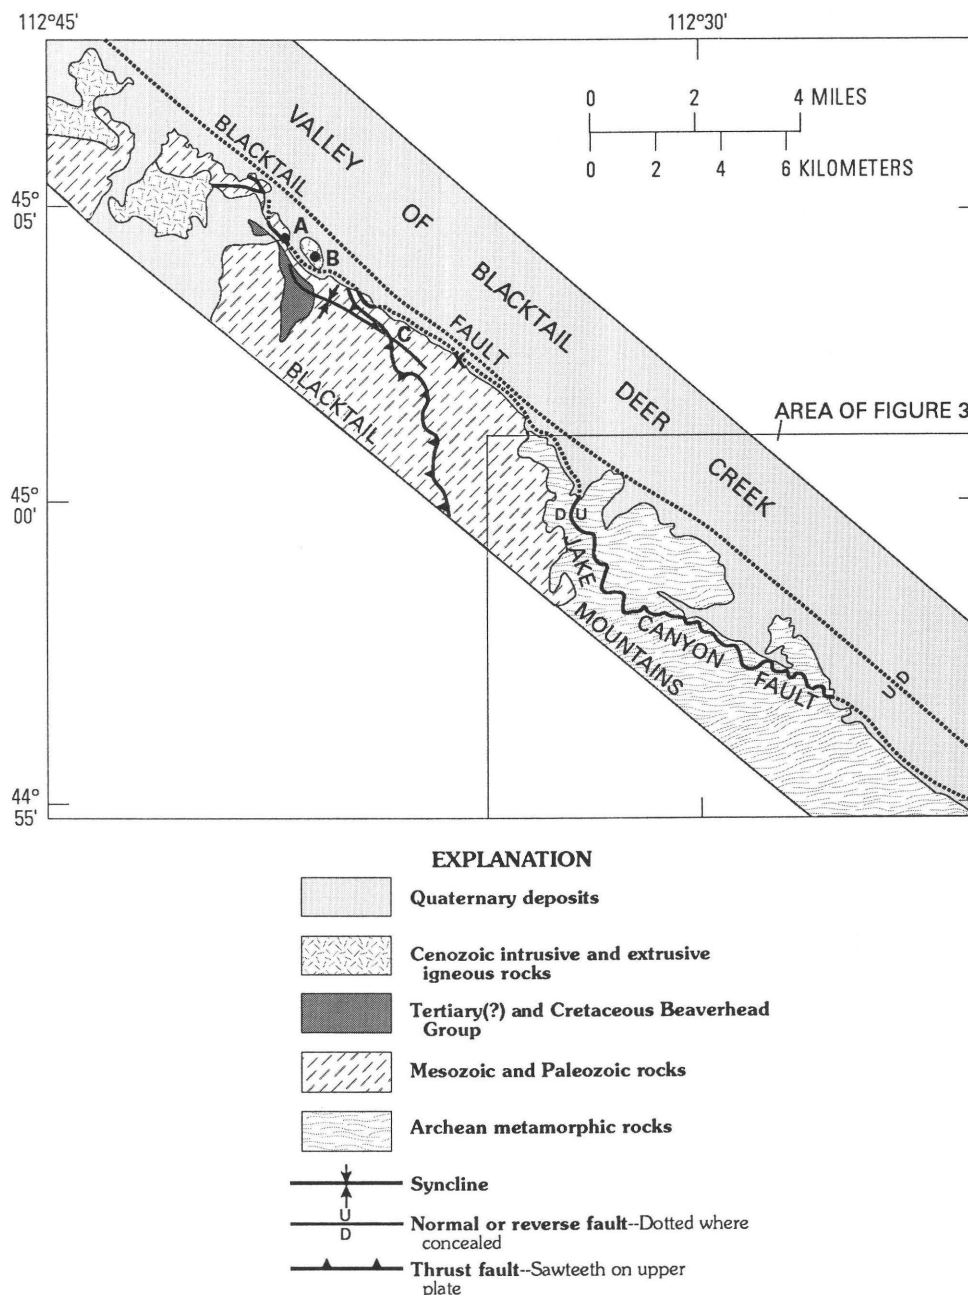 112°45'
112°30'
0 2 4 MILES
0 2 4 6 KILOMETERS
VALLEY
OF
BLACKTAIL
DEER
CREEK
BLACKTAIL
FAULT
45°
05'
A
B
C
X
BLACKTAIL
MOUNTAINS
AREA OF FIGURE 3
45°
00'
D U
JAKE
CANYON
FAULT
D
U
44°
55'
EXPLANATION
Quaternary deposits
Cenozoic intrusive and extrusive
igneous rocks
Tertiary(?) and Cretaceous Beaverhead
Group
Mesozoic and Paleozoic rocks
Archean metamorphic rocks
Syncline
U
D
Normal or reverse fault--Dotted where
concealed
Thrust fault--Sawteeth on upper
plate